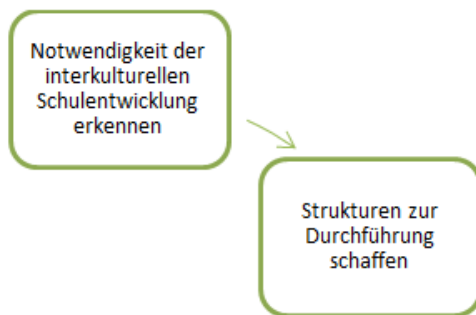 Notwendigkeit der
interkulturellen
Schulentwicklung
erkennen
Strukturen zur
Durchführung
schaffen